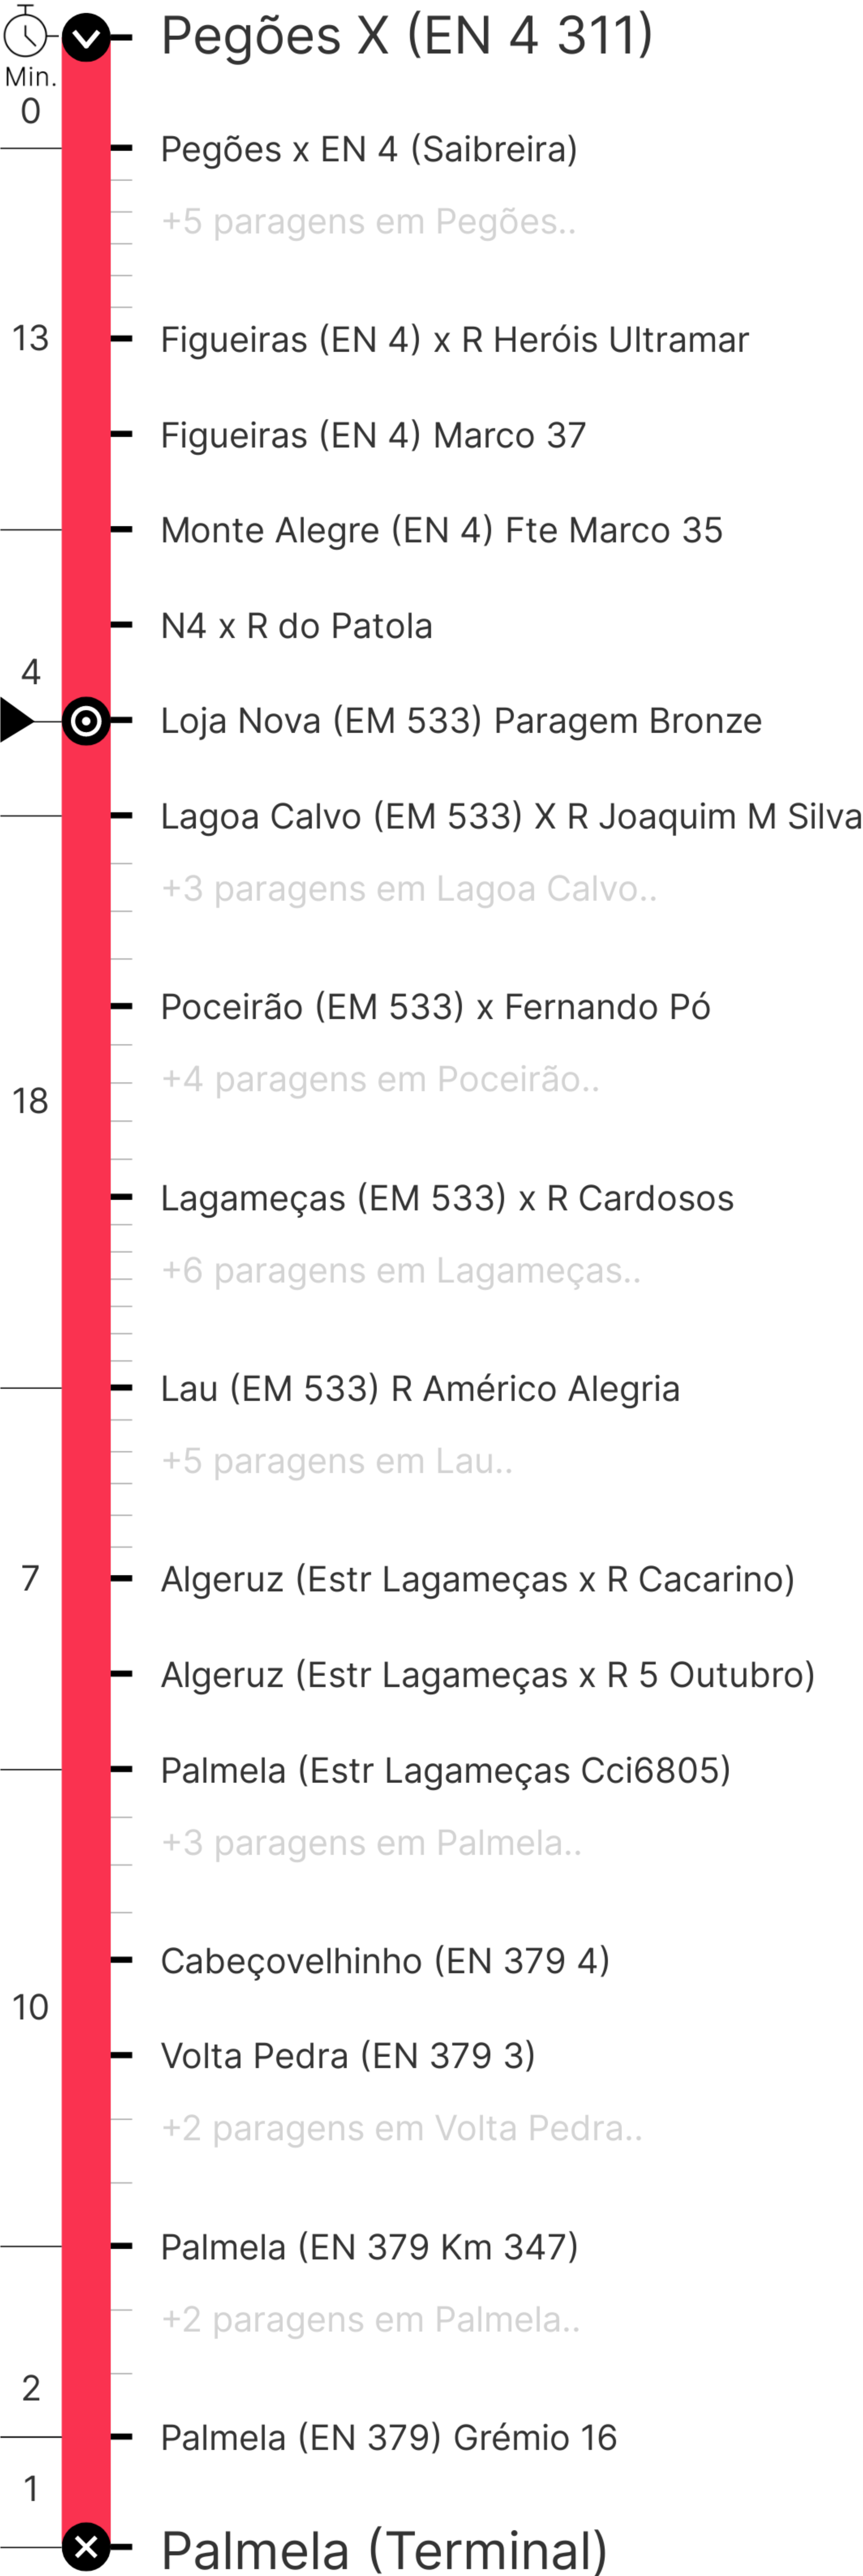 Pegões X (EN 4 311)
Min.
0
Pegões x EN 4 (Saibreira)
+5 paragens em Pegões..
13
Figueiras (EN 4) x R Heróis Ultramar
Figueiras (EN 4) Marco 37
Monte Alegre (EN 4) Fte Marco 35
N4 x R do Patola
4
Loja Nova (EM 533) Paragem Bronze
Lagoa Calvo (EM 533) X R Joaquim M Silva
+3 paragens em Lagoa Calvo..
Poceirão (EM 533) x Fernando Pó
+4 paragens em Poceirão..
18
Lagameças (EM 533) x R Cardosos
+6 paragens em Lagameças..
Lau (EM 533) R Américo Alegria
+5 paragens em Lau..
7
Algeruz (Estr Lagameças x R Cacarino)
Algeruz (Estr Lagameças x R 5 Outubro)
Palmela (Estr Lagameças Cci6805)
+3 paragens em Palmela..
Cabeçovelhinho (EN 379 4)
10
Volta Pedra (EN 379 3)
+2 paragens em Volta Pedra..
Palmela (EN 379 Km 347)
+2 paragens em Palmela..
2
Palmela (EN 379) Grémio 16
1
Palmela (Terminal)